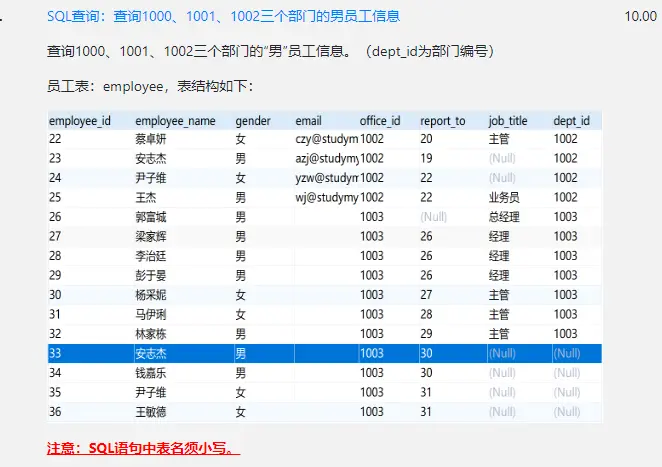 SQL查询：查询1000、1001、1002三个部门的男员工信息 10.00
查询1000、1001、1002三个部门的“男”员工信息。（dept_id为部门编号）
员工表：employee，表结构如下：
employee_id employee_name gender email office_id report_to job_title dept_id
22 蔡卓妍 女 czy@studym 1002 20 主管 1002
23 安志杰 男 azj@studymy 1002 19 (Null) 1002
24 尹子维 女 yzw@studym 1002 22 (Null) 1002
25 王杰 男 wj@studymy 1002 22 业务员 1002
26 郭富城 男 1003 (Null) 总经理 1003
27 梁家辉 男 1003 26 经理 1003
28 李治廷 男 1003 26 经理 1003
29 彭于晏 男 1003 26 经理 1003
30 杨采妮 女 1003 27 主管 1003
31 马伊琍 女 1003 28 主管 1003
32 林家栋 男 1003 29 主管 1003
33 安志杰 男 1003 30 (Null) (Null)
34 钱嘉乐 男 1003 30 (Null) (Null)
35 尹子维 女 1003 31 (Null) (Null)
36 王敏德 女 1003 31 (Null) (Null)
注意：SQL语句中表名须小写。